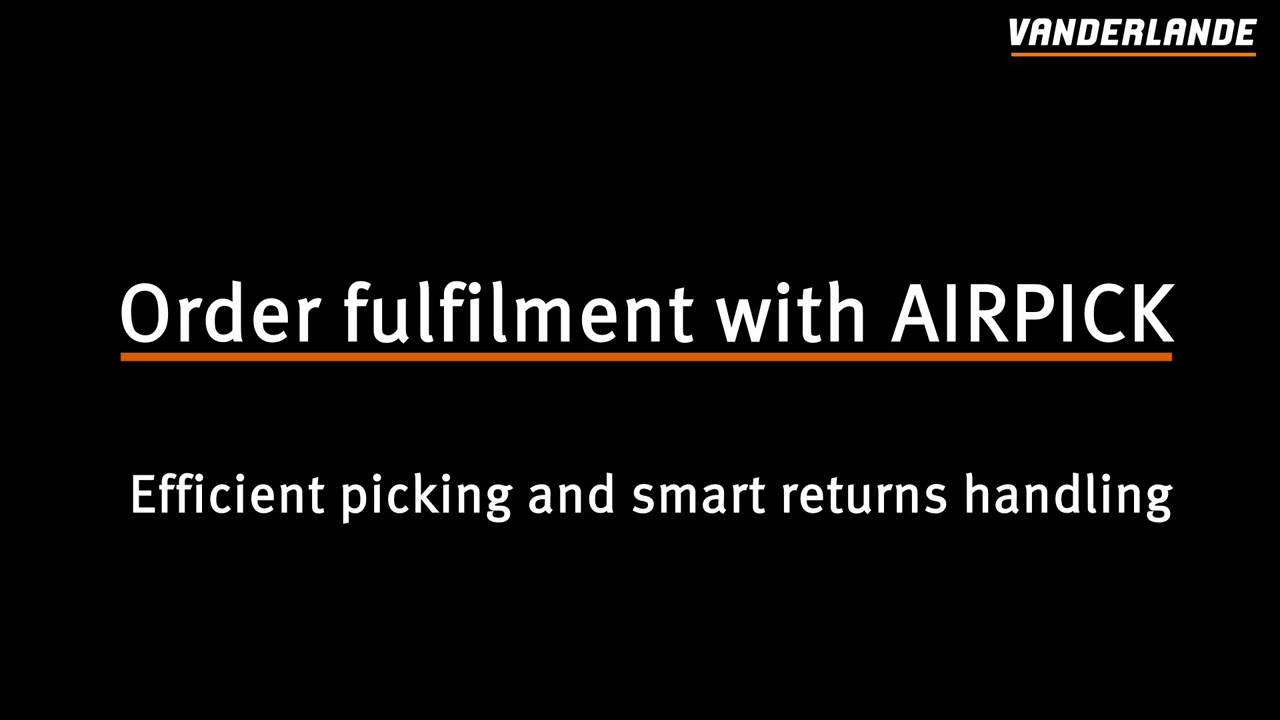 VANDERLANDE
Order fulfilment with AIRPICK
Efficient picking and smart returns handling